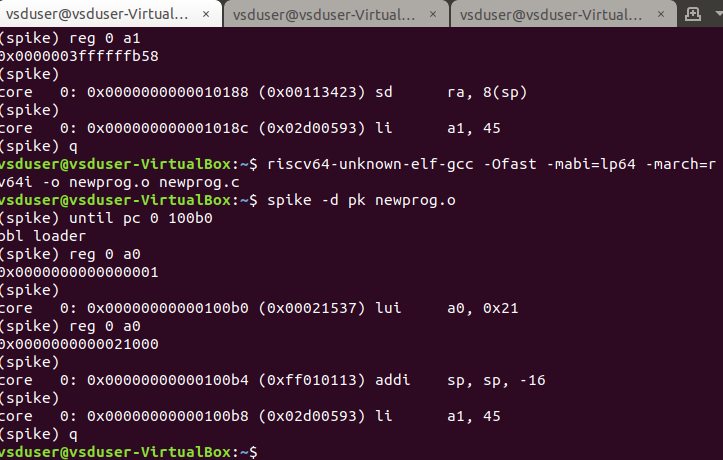 vsduser@vsduser-VirtualM... × vsduser@vsduser-VirtualM... × vsduser@vsduser-VirtualM... ×
(spike) reg 0 a1
0x0000003ffffffb58
(spike)
core   0: 0x0000000000010188 (0x00113423) sd      ra, 8(sp)
(spike)
core   0: 0x000000000001018c (0x02d00593) li      a1, 45
(spike) q
vsduser@vsduser-VirtualBox:~$ riscv64-unknown-elf-gcc -Ofast -mabi=lp64 -march=r
v64i -o newprog.o newprog.c
vsduser@vsduser-VirtualBox:~$ spike -d pk newprog.o
(spike) until pc 0 100b0
bbl loader
(spike) reg 0 a0
0x0000000000000001
(spike)
core   0: 0x00000000000100b0 (0x00021537) lui     a0, 0x21
(spike) reg 0 a0
0x0000000000021000
(spike)
core   0: 0x00000000000100b4 (0xff010113) addi    sp, sp, -16
(spike)
core   0: 0x00000000000100b8 (0x02d00593) li      a1, 45
(spike) q
vsduser@vsduser-VirtualBox:~$